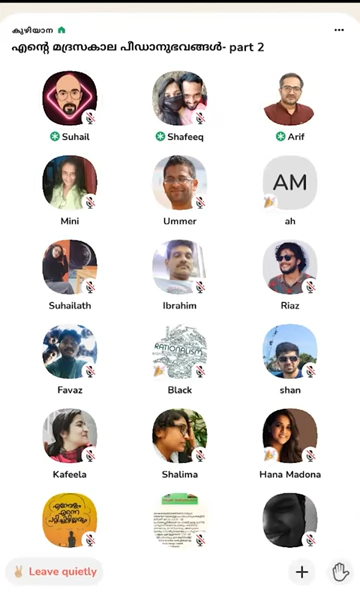 കുഴിയാന
എന്റെ മദ്രസകാല പീഡാനുഭവങ്ങൾ- part 2
Suhail
Shafeeq
Arif
AM
Mini
Ummer
ah
Suhailath
Ibrahim
Riaz
RATIONALISM
Favaz
Black
shan
Kafeela
Shalima
Hana Madona
✌🏼 Leave quietly